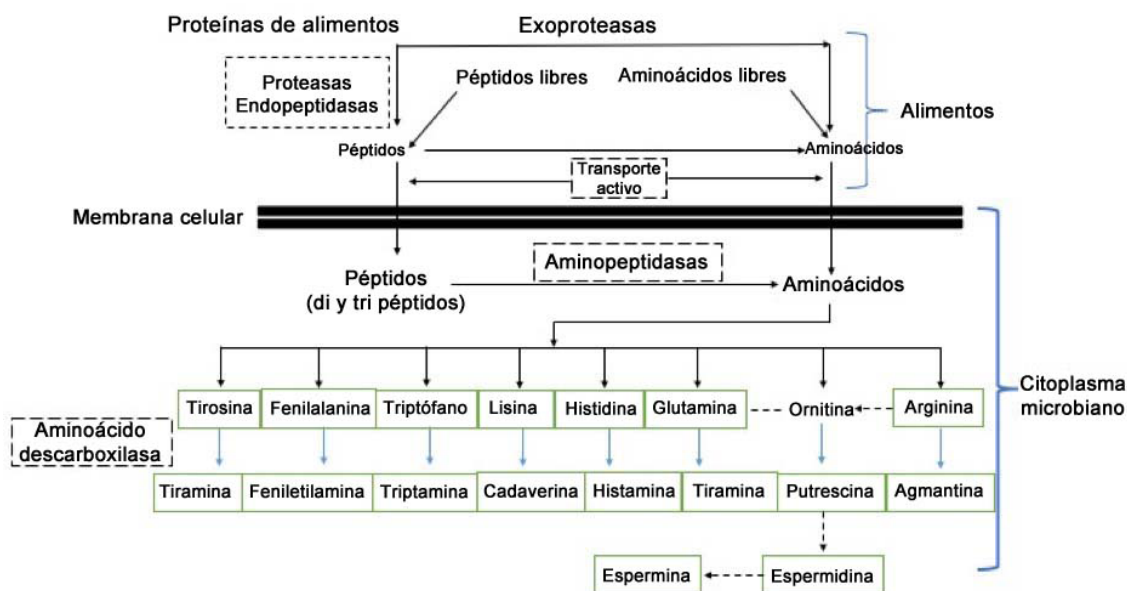 Proteínas de alimentos
Exoproteasas
Proteasas
Endopeptidasas
Péptidos libres
Aminoácidos libres
Alimentos
Péptidos
Aminoácidos
Transporte
activo
Membrana celular
Aminopeptidasas
Péptidos
(di y tri péptidos)
Aminoácidos
Citoplasma
microbiano
Tirosina
Fenilalanina
Triptófano
Lisina
Histidina
Glutamina
Ornitina
Arginina
Aminoácido
descarboxilasa
Tiramina
Feniletilamina
Triptamina
Cadaverina
Histamina
Tiramina
Putrescina
Agmantina
Espermina
Espermidina